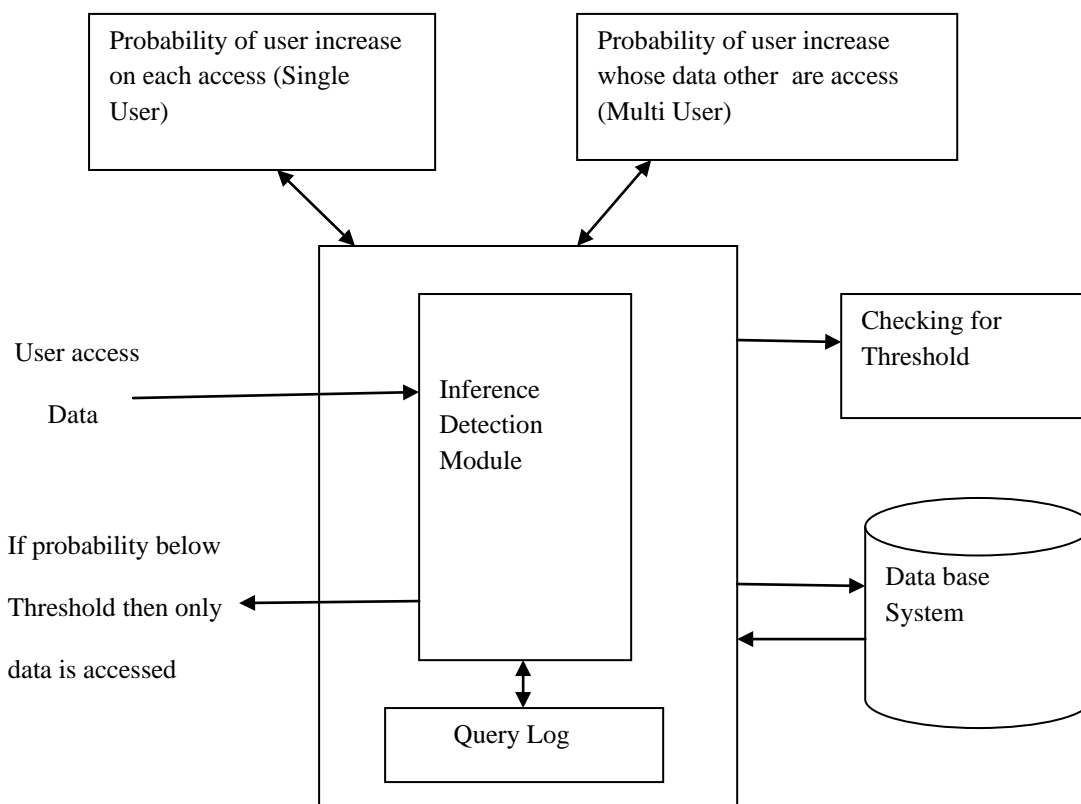 Probability of user increase
on each access (Single
User)
Probability of user increase
whose data other are access
(Multi User)
Checking for
Threshold
User access
Data
Inference
Detection
Module
If probability below
Threshold then only
data is accessed
Data base
System
Query Log